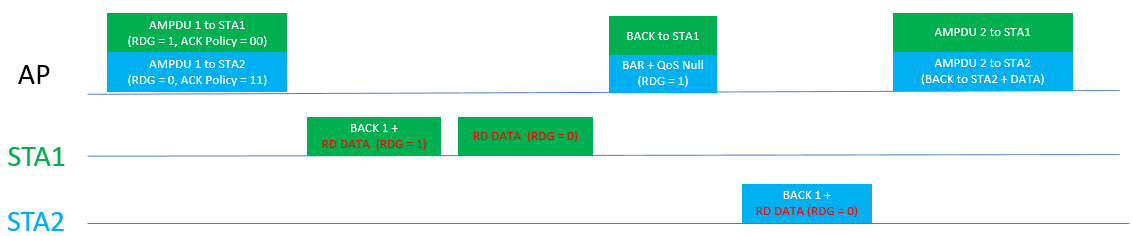 AMPDU 1 to STA1
(RDG = 1, ACK Policy = 00)
AMPDU 1 to STA2
(RDG = 0, ACK Policy = 11)
BACK to STA1
BAR + QoS Null
(RDG = 1)
AMPDU 2 to STA1
AMPDU 2 to STA2
(BACK to STA2 + DATA)
AP
BACK 1 +
RD DATA (RDG = 1)
RD DATA (RDG = 0)
STA1
BACK 1 +
RD DATA (RDG = 0)
STA2